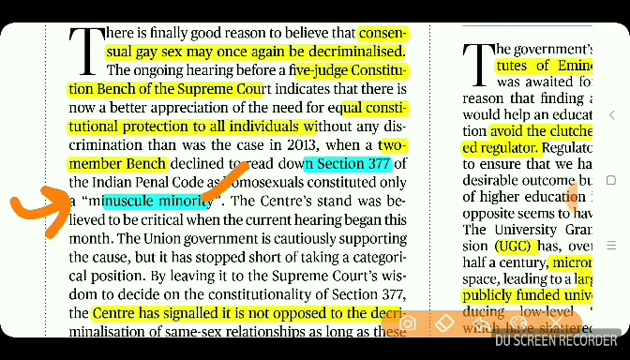 There is finally good reason to believe that consen-
sual gay sex may once again be decriminalised.
The ongoing hearing before a five-judge Constitu-
tion Bench of the Supreme Court indicates that there
is now a better appreciation of the need for equal consti-
tutional protection to all individuals without any dis-
crimination than was the case in 2013, when a two-
member Bench declined to read down Section 377 of
the Indian Penal Code as homosexuals constituted only
a “minuscule minority”. The Centre’s stand was be-
lieved to be critical when the current hearing began this
month. The Union government is cautiously supporting
the cause, but it has stopped short of taking a categori-
cal position. By leaving it to the Supreme Court’s wis-
dom to decide on the constitutionality of Section 377,
the Centre has signalled it is not opposed to the decri-
minalisation of same-sex relationships as long as these
The government’s
tutes of Emin
was awaited for
reason that finding a
would help an educat
tion avoid the clutche
ed regulator. Regulato
to ensure that we ha
desirable outcome bu
of higher education i
opposite seems to hav
The University Gran
sion (UGC) has, over
half a century, micron
space, leading to a larg
publicly funded unive
ducing low-level
which have shattered
DU SCREEN RECORDER